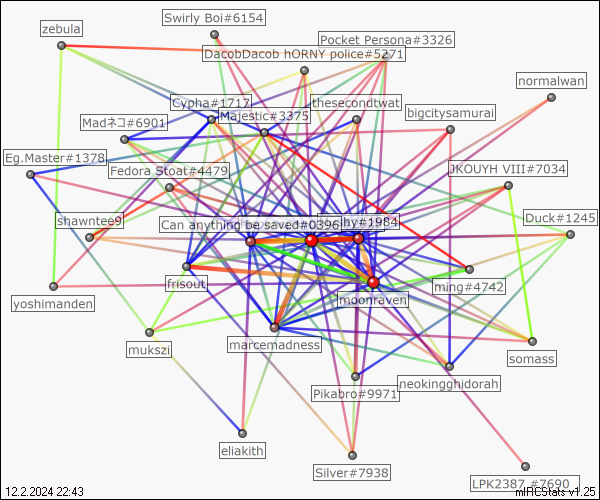 Swirly Boi#6154
zebula
Pocket Persona#3326
DacobDacob hORNY police#5271
normalwan
Cypha#1717
thesecondtwat
Majestic#3375
bigcitysamurai
Madネコ#6901
Eg.Master#1378
Fedora Stoat#4479
JKOUYH VIII#7034
shawntee9
Can anything be saved#0396
hy#1984
Duck#1245
frisout
ming#4742
yoshimanden
moonraven
mukszi
marcemadness
somass
Pikabro#9971
neokingghidorah
eliakith
Silver#7938
LPK2387 #7690
12.2.2024 22:43
mIRCStats v1.25